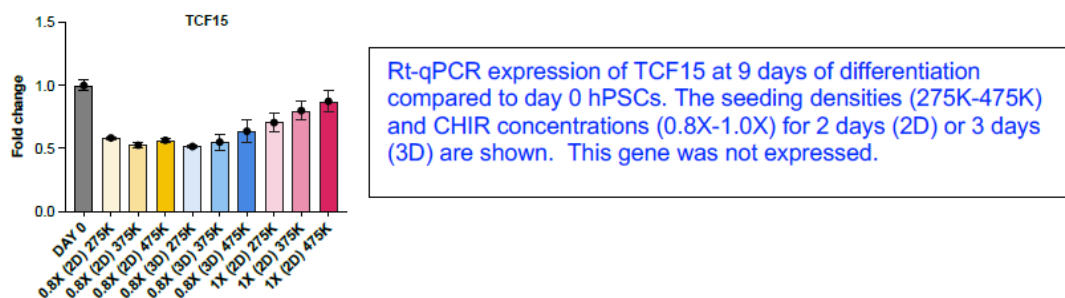 TCF15
1.5
1.0
0.5
0.0
Fold change
DAY 0
0.8X (2D) 275K
0.8X (2D) 375K
0.8X (2D) 475K
0.8X (3D) 275K
0.8X (3D) 375K
0.8X (3D) 475K
1X (2D) 275K
1X (2D) 375K
1X (2D) 475K
Rt-qPCR expression of TCF15 at 9 days of differentiation
compared to day 0 hPSCs. The seeding densities (275K-475K)
and CHIR concentrations (0.8X-1.0X) for 2 days (2D) or 3 days
(3D) are shown.  This gene was not expressed.